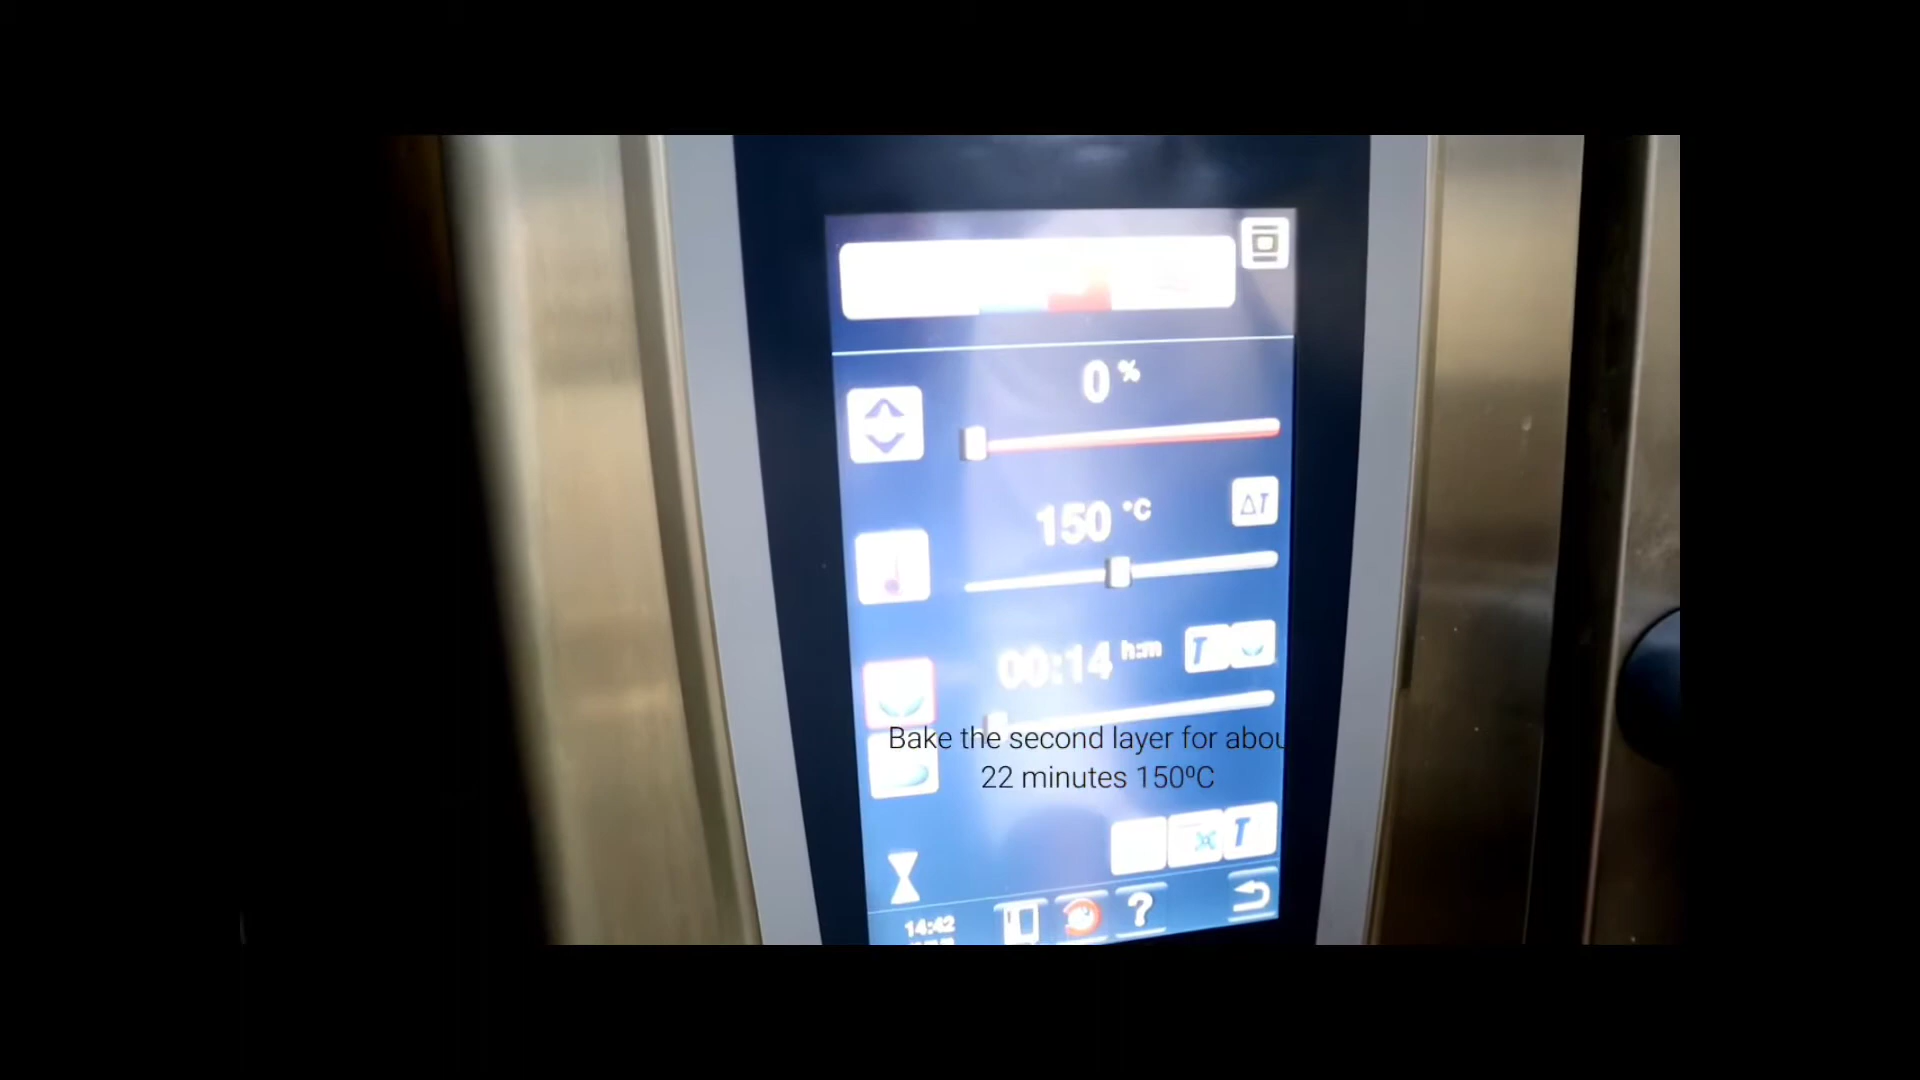 0 %
150 °C
ΔT
00:14 h:m
T
Bake the second layer for abou
22 minutes 150ºC
T
14:42
?